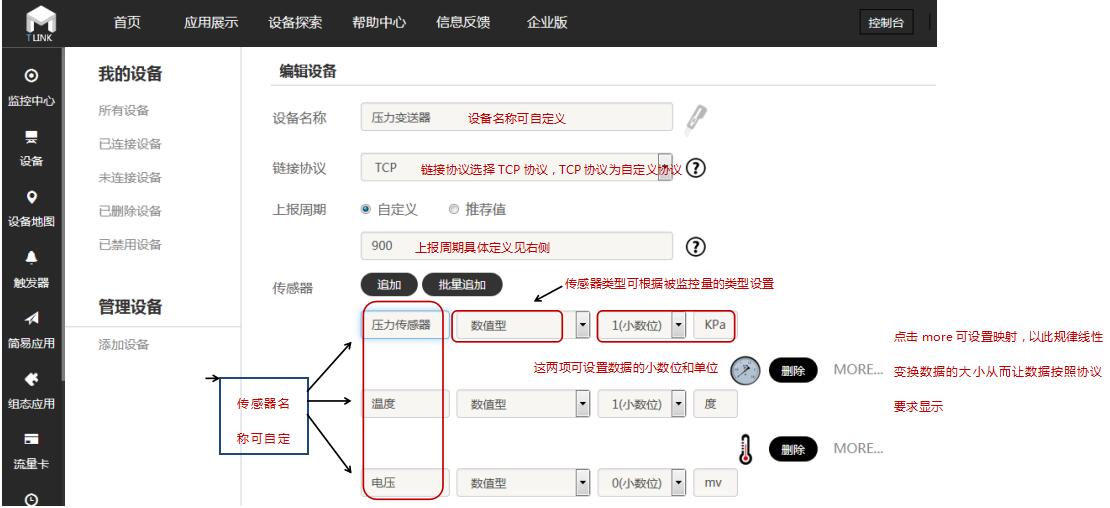 TLINK
首页 应用展示 设备探索 帮助中心 信息反馈 企业版 控制台
监控中心
设备
设备地图
触发器
简易应用
组态应用
流量卡
我的设备
所有设备
已连接设备
未连接设备
已删除设备
已禁用设备
管理设备
添加设备
编辑设备
设备名称 压力变送器 设备名称可自定义
链接协议 TCP 链接协议选择 TCP 协议，TCP 协议为自定义协议 ?
上报周期 自定义 推荐值
900 上报周期具体定义见右侧 ?
传感器 追加 批量追加 传感器类型可根据被监控量的类型设置
压力传感器 数值型 1(小数位) KPa
这两项可设置数据的小数位和单位 删除 MORE...
温度 数值型 1(小数位) 度
删除 MORE...
电压 数值型 0(小数位) mv
传感器名
称可自定
点击 more 可设置映射，以此规律线性
变换数据的大小从而让数据按照协议
要求显示